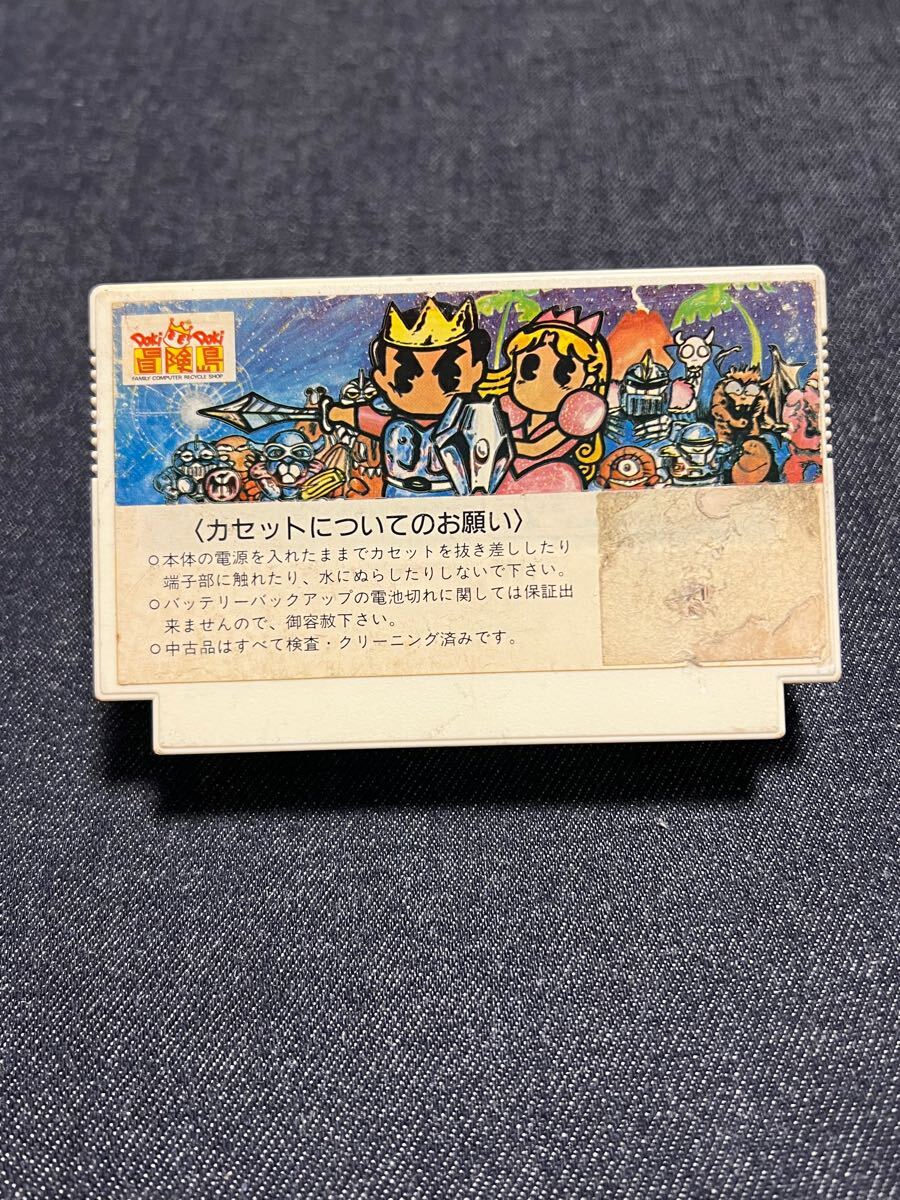 Doki Doki
冒険島
FAMILY COMPUTER RECYCLE SHOP
〈カセットについてのお願い〉
○本体の電源を入れたままでカセットを抜き差ししたり
端子部に触れたり、水にぬらしたりしないで下さい。
○バッテリーバックアップの電池切れに関しては保証出
来ませんので、御容赦下さい。
○中古品はすべて検査・クリーニング済みです。